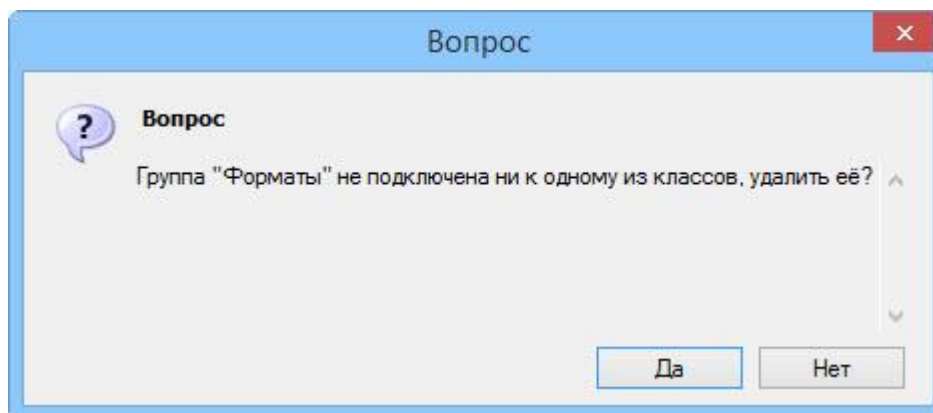 Вопрос
Вопрос
Группа "Форматы" не подключена ни к одному из классов, удалить её?
Да
Нет